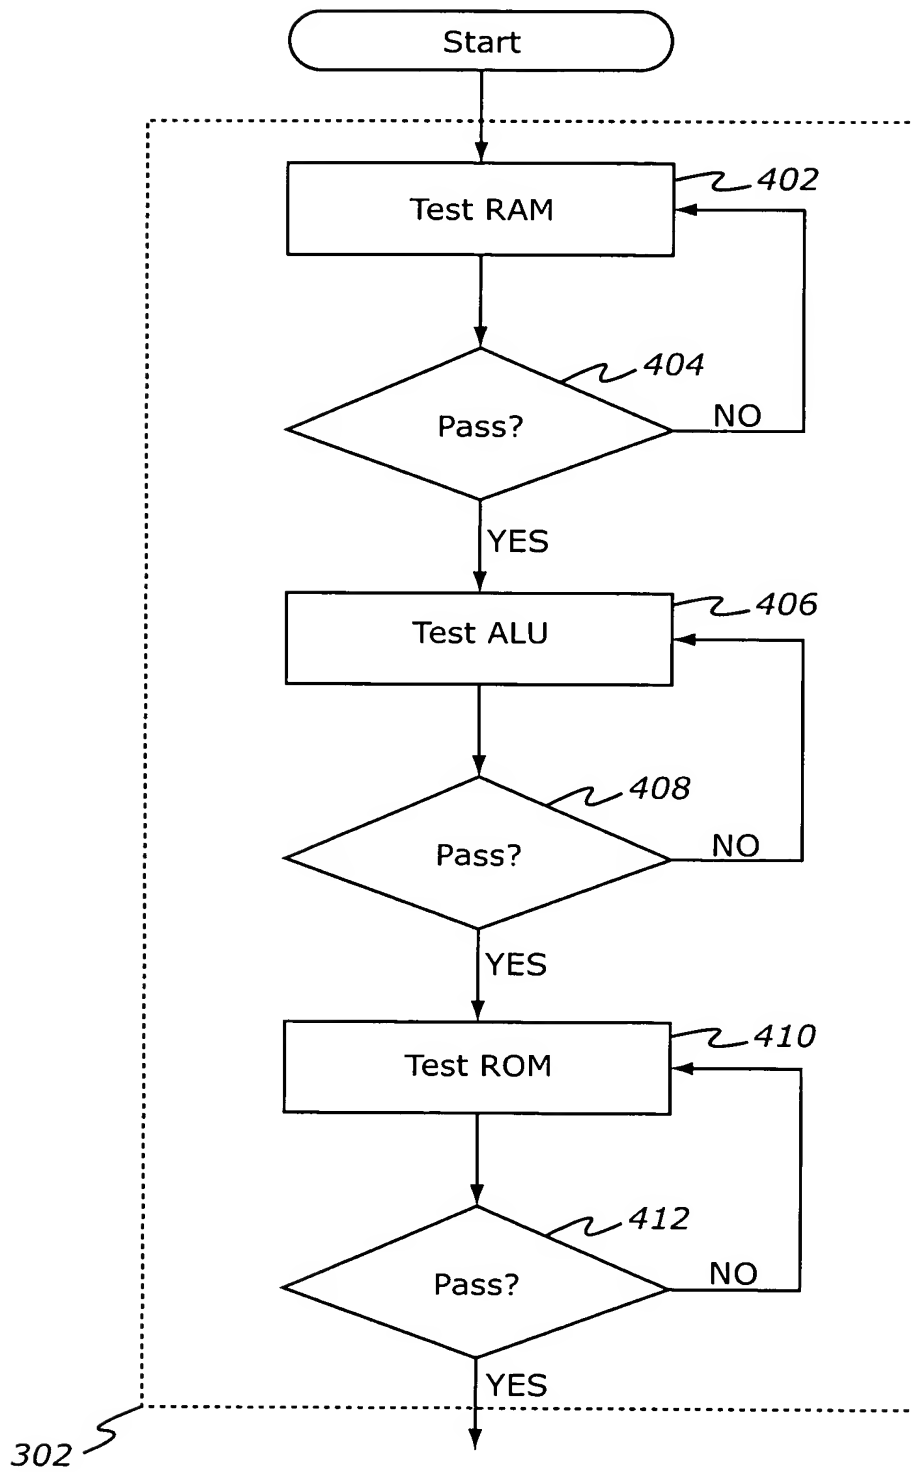 Start
Test RAM
402
404
Pass?
NO
YES
Test ALU
406
408
Pass?
NO
YES
Test ROM
410
412
Pass?
NO
YES
302